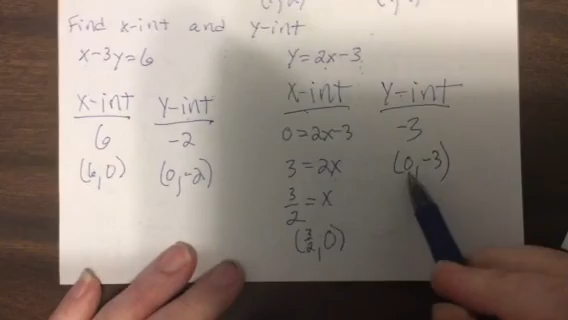 Find x-int and y-int
x-3y=6
x-int y-int
6 -2
(6,0) (0,-2)
y=2x-3
x-int y-int
0=2x-3 -3
3=2x (0,-3)
3/2=x
(3/2,0)